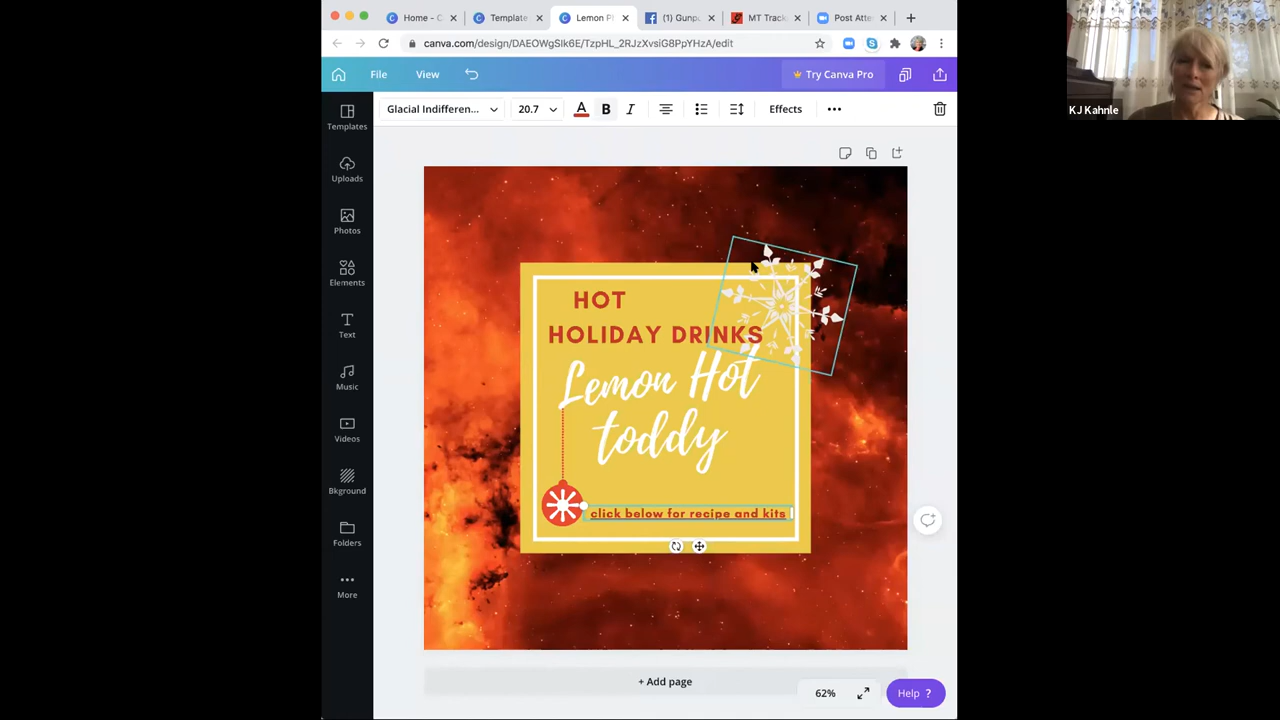 Home - C
Template
Lemon P
(1) Gunpu
MT Track
Post Atte
canva.com/design/DAEOWgSlk6E/TzpHL_2RJzXvsiG8PpYHzA/edit
File
View
Try Canva Pro
Glacial Indifferen...
20.7
A
B
I
Effects
Templates
Uploads
Photos
Elements
Text
Music
Videos
Bkground
Folders
More
HOT
HOLIDAY DRINKS
Lemon Hot
toddy
click below for recipe and kits
+ Add page
62%
Help ?
KJ Kahnle